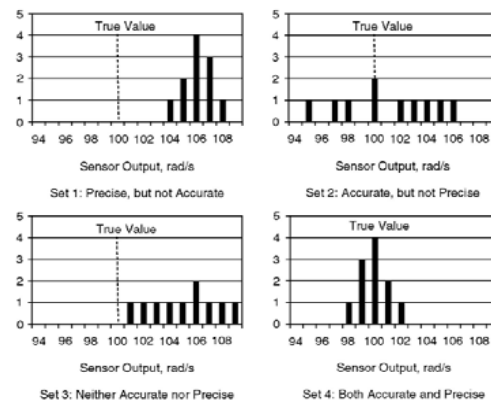 5
4
3
2
1
0
True Value
94 96 98 100 102 104 106 108
Sensor Output, rad/s
Set 1: Precise, but not Accurate
5
4
3
2
1
0
True Value
94 96 98 100 102 104 106 108
Sensor Output, rad/s
Set 2: Accurate, but not Precise
5
4
3
2
1
0
True Value
94 96 98 100 102 104 106 108
Sensor Output, rad/s
Set 3: Neither Accurate nor Precise
5
4
3
2
1
0
True Value
94 96 98 100 102 104 106 108
Sensor Output, rad/s
Set 4: Both Accurate and Precise